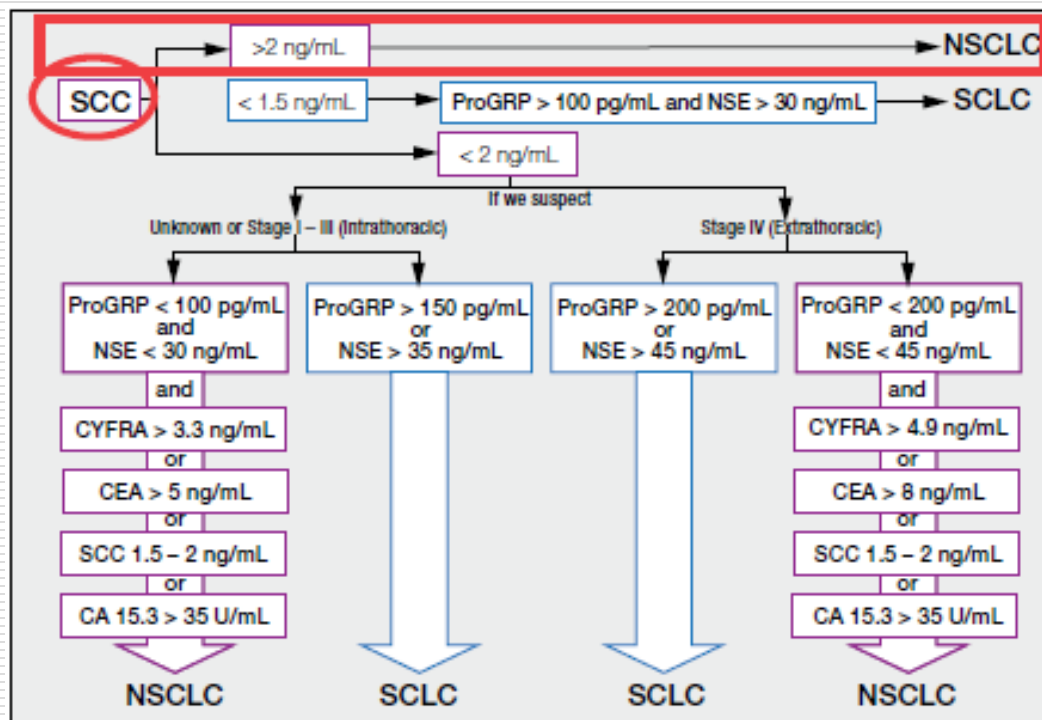 >2 ng/mL
NSCLC
SCC
< 1.5 ng/mL
ProGRP > 100 pg/mL and NSE > 30 ng/mL
SCLC
< 2 ng/mL
If we suspect
Unknown or Stage I – III (Intrathoracic)
Stage IV (Extrathoracic)
ProGRP < 100 pg/mL
and
NSE < 30 ng/mL
and
CYFRA > 3.3 ng/mL
or
CEA > 5 ng/mL
or
SCC 1.5 – 2 ng/mL
or
CA 15.3 > 35 U/mL
NSCLC
ProGRP > 150 pg/mL
or
NSE > 35 ng/mL
SCLC
ProGRP > 200 pg/mL
or
NSE > 45 ng/mL
SCLC
ProGRP < 200 pg/mL
and
NSE < 45 ng/mL
and
CYFRA > 4.9 ng/mL
or
CEA > 8 ng/mL
or
SCC 1.5 – 2 ng/mL
or
CA 15.3 > 35 U/mL
NSCLC